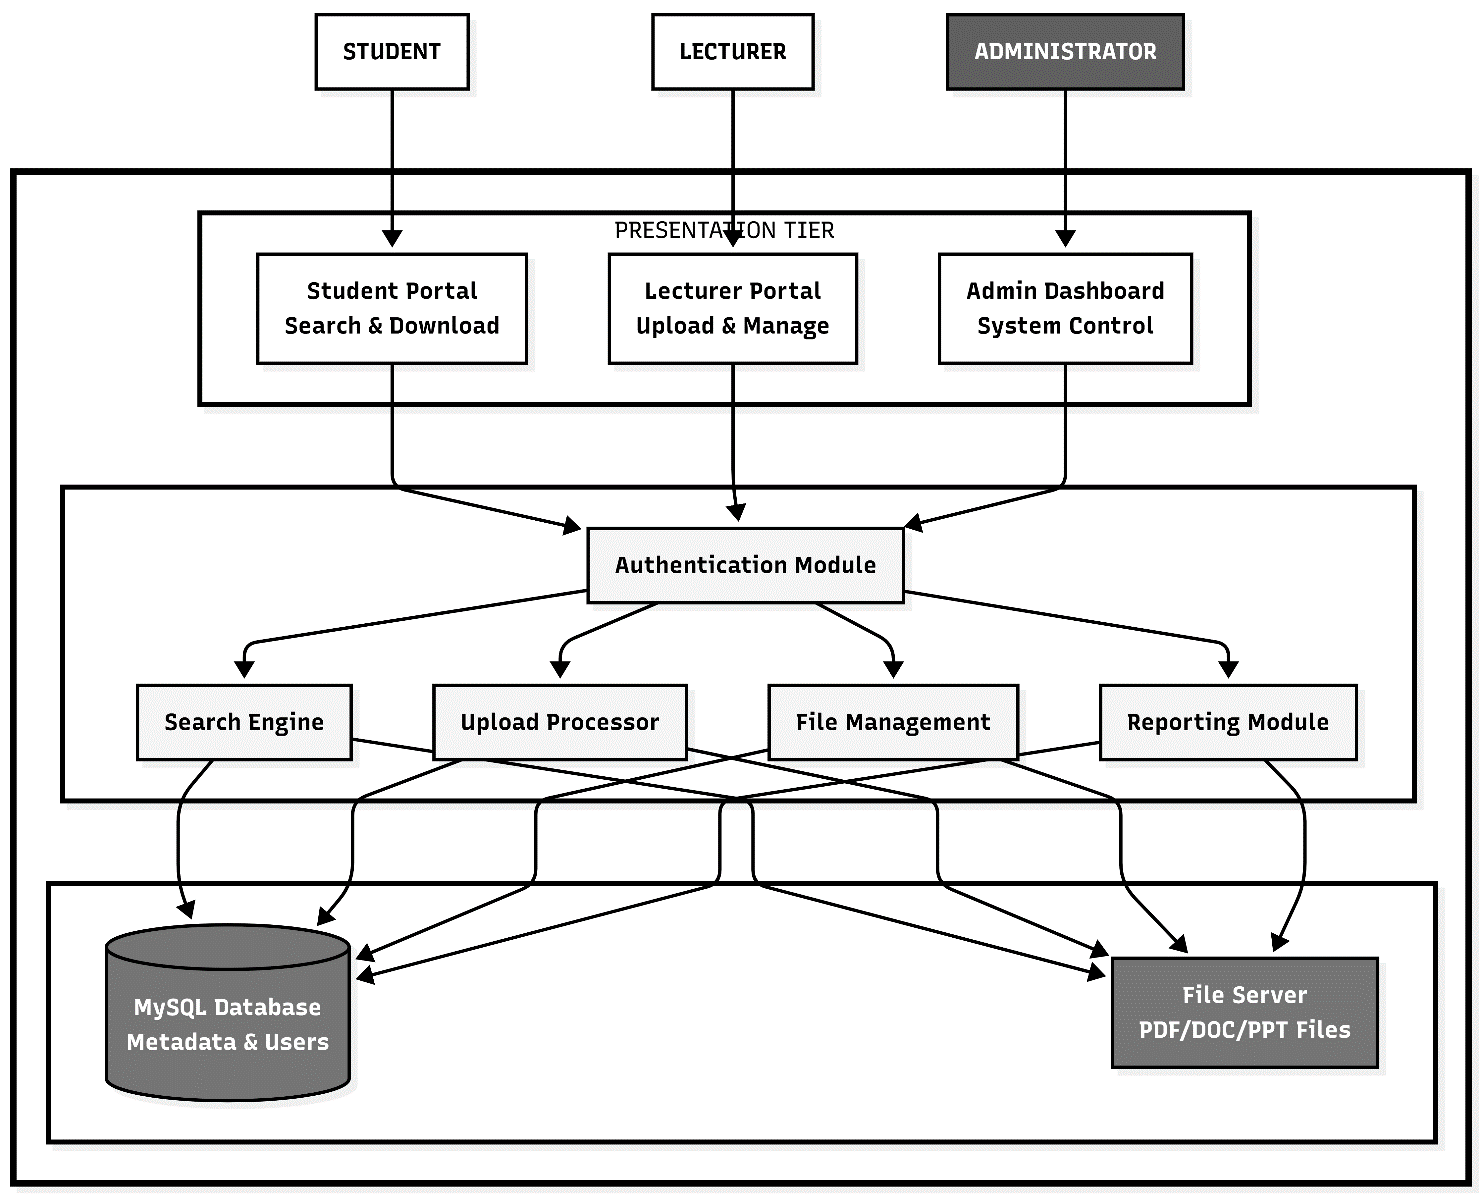 STUDENT
LECTURER
ADMINISTRATOR
PRESENTATION TIER
Student Portal
Search & Download
Lecturer Portal
Upload & Manage
Admin Dashboard
System Control
Authentication Module
Search Engine
Upload Processor
File Management
Reporting Module
MySQL Database
Metadata & Users
File Server
PDF/DOC/PPT Files